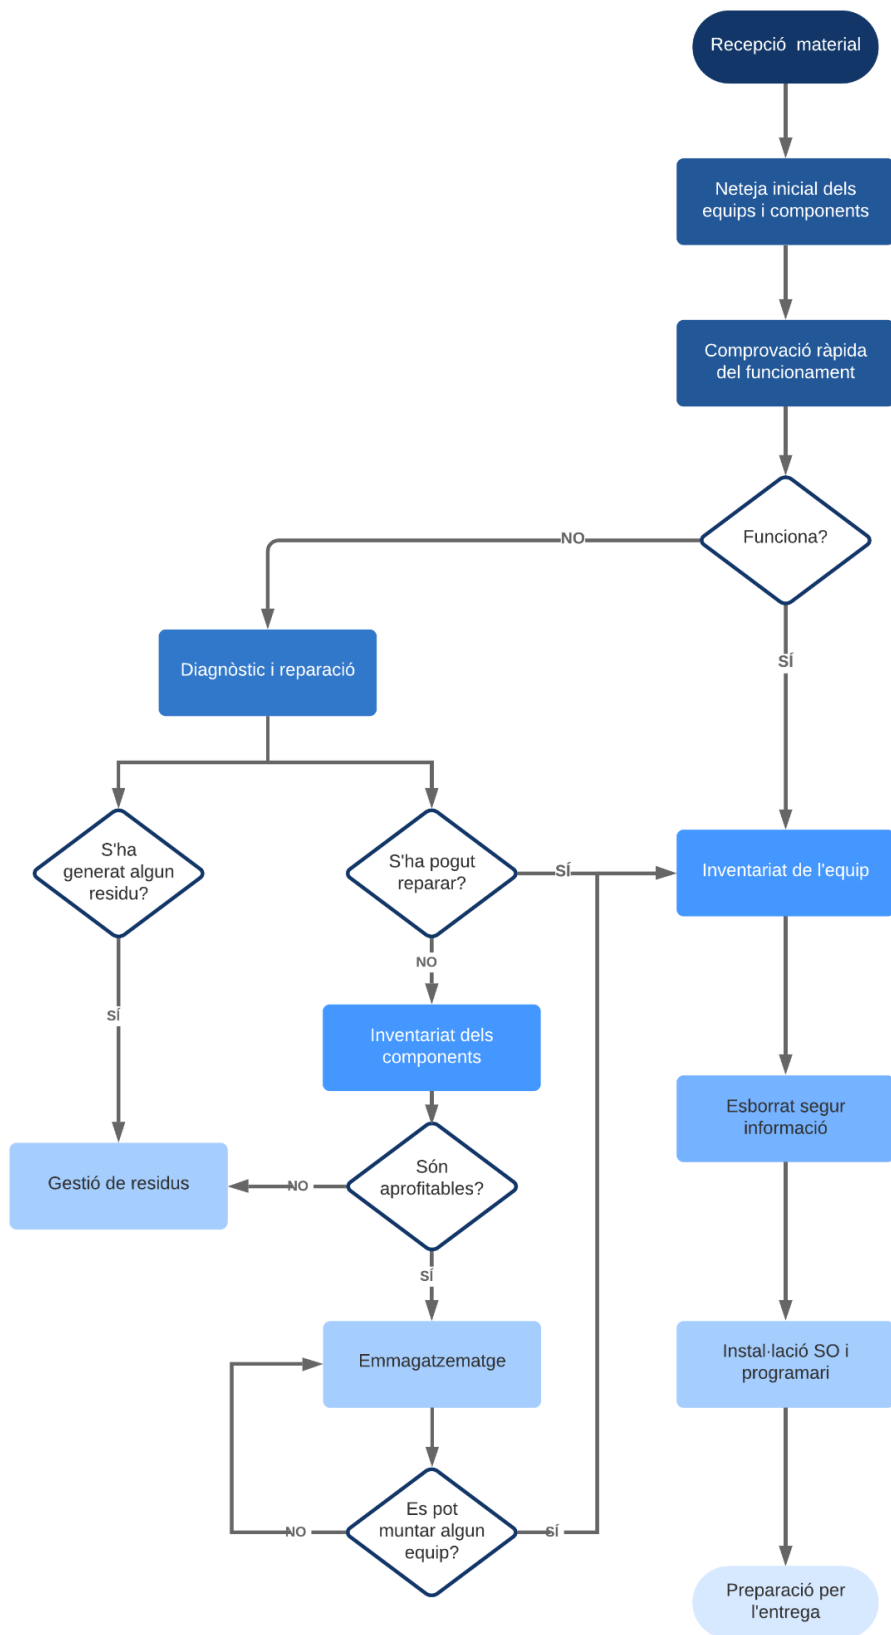 Recepció  material
Neteja inicial dels
equips i components
Comprovació ràpida
del funcionament
Funciona?
NO
SÍ
Diagnòstic i reparació
S'ha
generat algun
residu?
S'ha pogut
reparar?
SÍ
Inventariat de l'equip
NO
SÍ
Inventariat dels
components
Esborrat segur
informació
Gestió de residus
NO
Són
aprofitables?
SÍ
Emmagatzematge
Instal·lació SO i
programari
Es pot
muntar algun
equip?
NO
SÍ
Preparació per
l'entrega